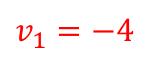 v₁ = −4